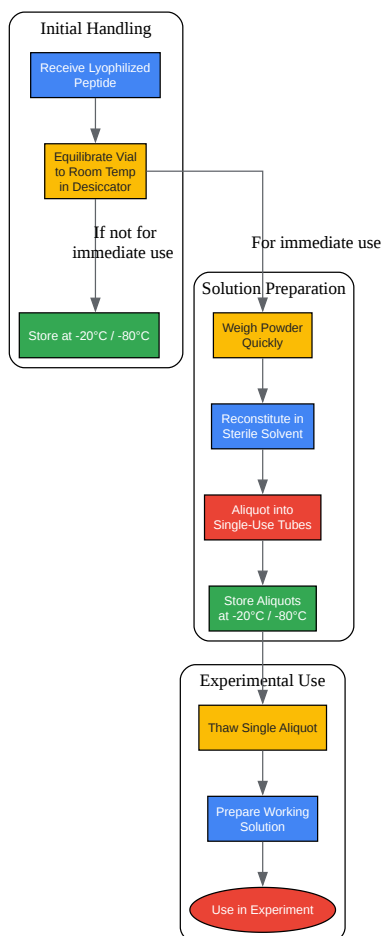 Initial Handling
Receive Lyophilized
Peptide
Equilibrate Vial
to Room Temp
in Desiccator
If not for
immediate use
For immediate use
Store at -20°C / -80°C
Solution Preparation
Weigh Powder
Quickly
Reconstitute in
Sterile Solvent
Aliquot into
Single-Use Tubes
Store Aliquots
at -20°C / -80°C
Experimental Use
Thaw Single Aliquot
Prepare Working
Solution
Use in Experiment